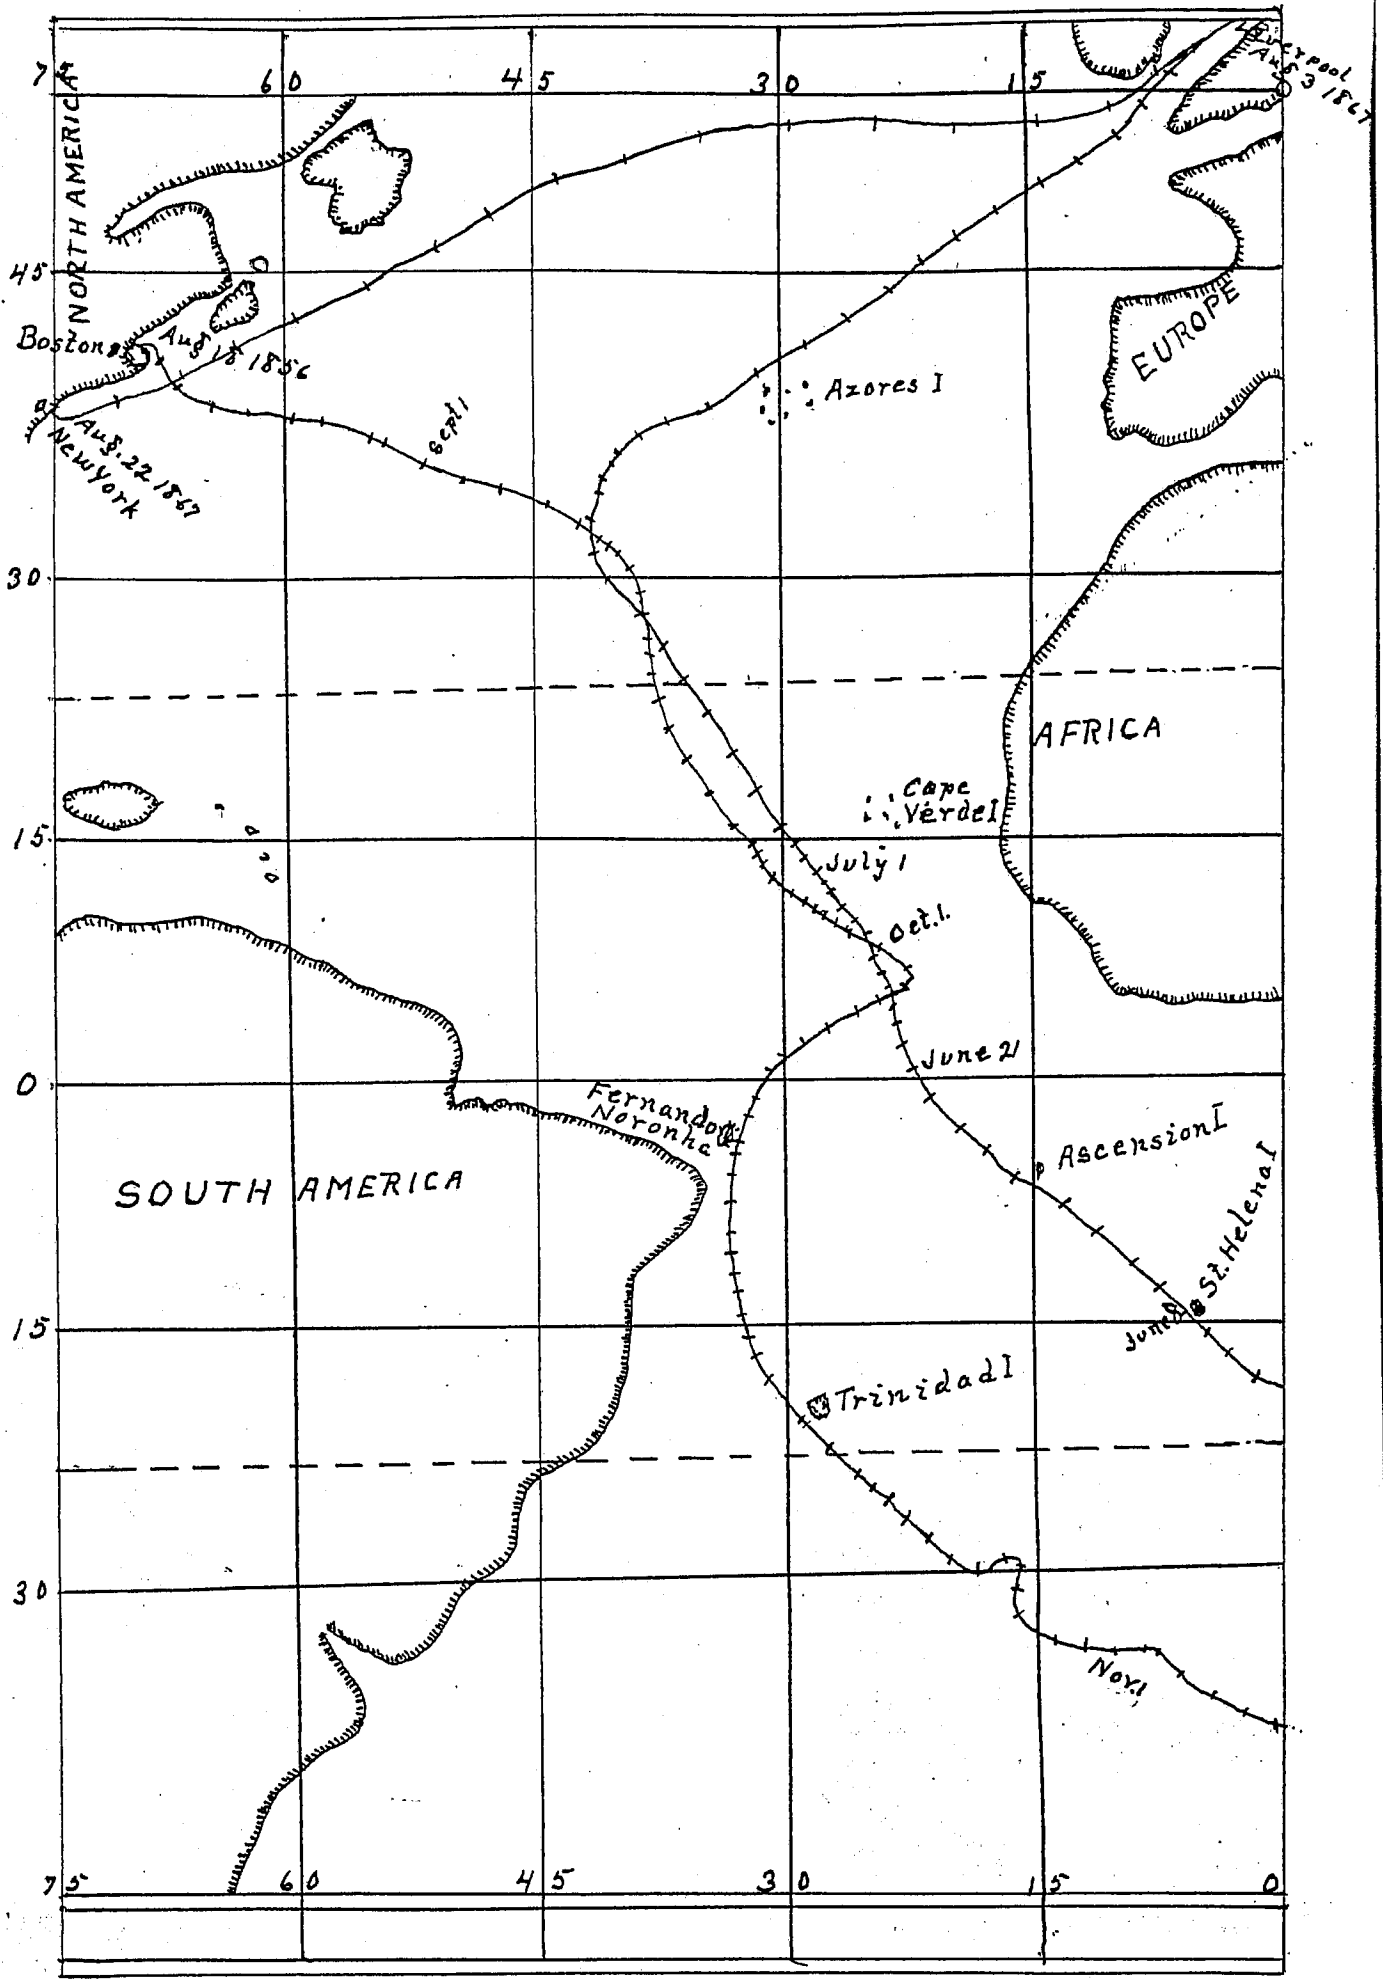 75
60
45
30
15
Liverpool
Aug 3 1867
NORTH AMERICA
45
Boston
Aug 18 1856
EUROPE
Azores I
Sept 1
Aug. 22 1867
New York
30
AFRICA
Cape
Verde I
15
July 1
Oct. 1.
June 21
0
Fernando
Noronha
Ascension I
SOUTH AMERICA
St. Helena I
June 8
15
Trinidad I
30
Nov. 1
75
60
45
30
15
0